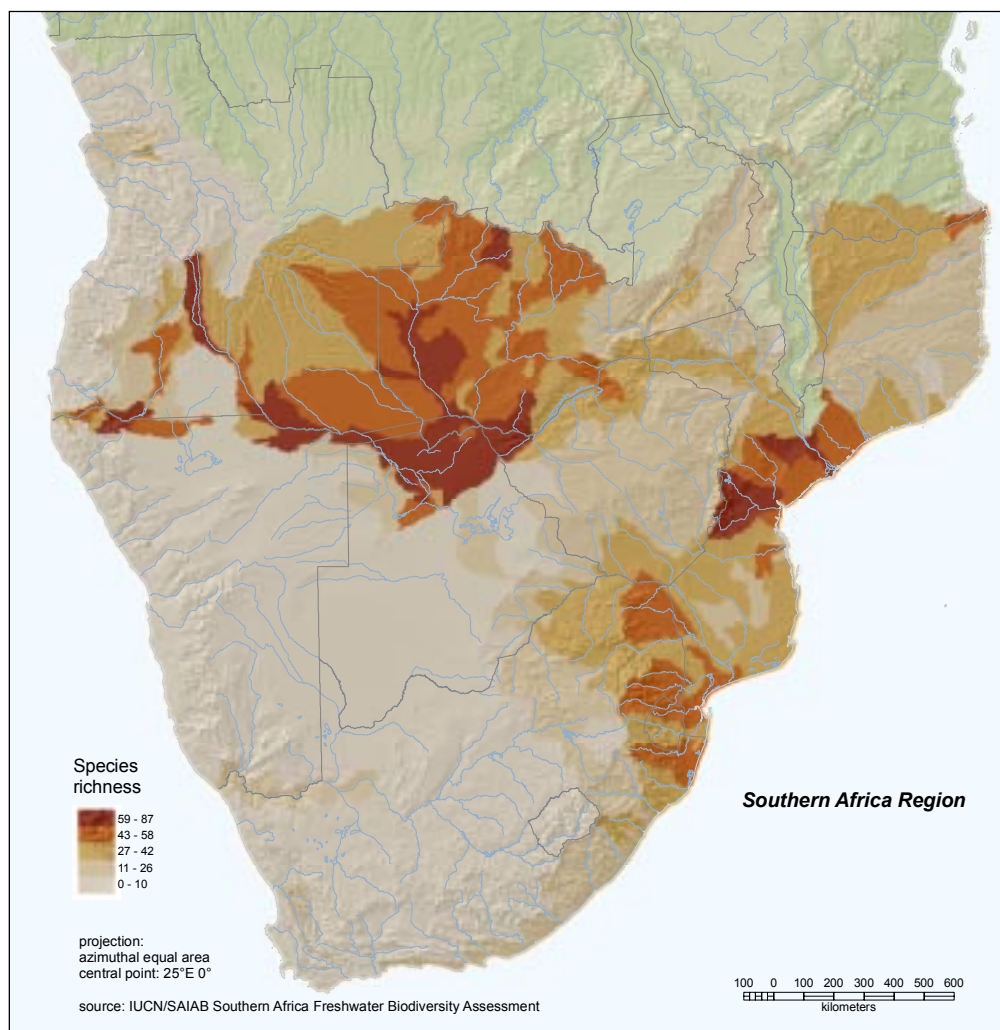 Species
richness
59 - 87
43 - 58
27 - 42
11 - 26
0 - 10
Southern Africa Region
projection:
azimuthal equal area
central point: 25°E 0°
source: IUCN/SAIAB Southern Africa Freshwater Biodiversity Assessment
100 0 100 200 300 400 500 600
kilometers